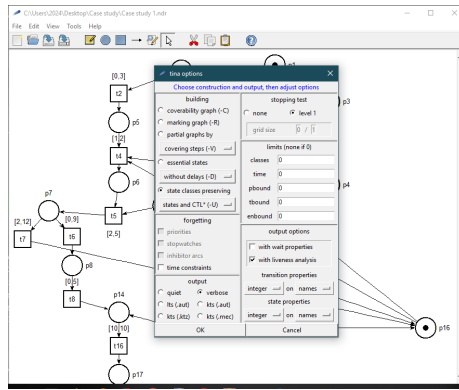 C:\Users\2024\Desktop\Case study\Case study 1.ndr
File Edit View Tools Help
p1
[0,3]
t2
p3
p5
[1,2]
t4
p4
p6
p7
[2,12]
[0,9]
t5
t7
t6
[2,5]
p8
[0,5]
t8
p14
[10,10]
t16
p17
p16
tina options
Choose construction and output, then adjust options
building
coverability graph (-C)
marking graph (-R)
partial graphs by
covering steps (-V)
essential states
without delays (-D)
state classes preserving
states and CTL* (-U)
forgetting
priorities
stopwatches
inhibitor arcs
time constraints
output
quiet verbose
lts (.aut) kts (.aut)
kts (.ktz) kts (.mec)
stopping test
none level 1
grid size 0 / 1
limits (none if 0)
classes 0
time 0
pbound 0
tbound 0
enbound 0
output options
with wait properties
with liveness analysis
transition properties
integer on names
state properties
integer on names
OK Cancel